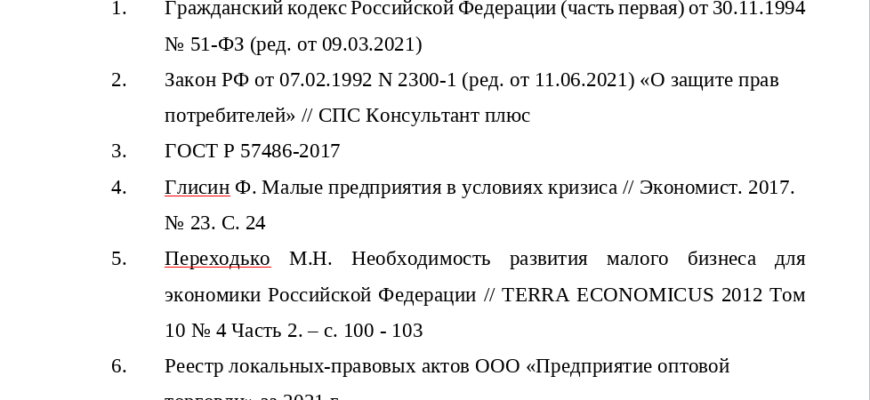 1. Гражданский кодекс Российской Федерации (часть первая) от 30.11.1994
№ 51-ФЗ (ред. от 09.03.2021)
2. Закон РФ от 07.02.1992 N 2300-1 (ред. от 11.06.2021) «О защите прав
потребителей» // СПС Консультант плюс
3. ГОСТ Р 57486-2017
4. Глисин Ф. Малые предприятия в условиях кризиса // Экономист. 2017.
№ 23. С. 24
5. Переходько М.Н. Необходимость развития малого бизнеса для
экономики Российской Федерации // TERRA ECONOMICUS 2012 Том
10 № 4 Часть 2. – с. 100 - 103
6. Реестр локальных-правовых актов ООО «Предприятие оптовой
торговли» за 2021 г.